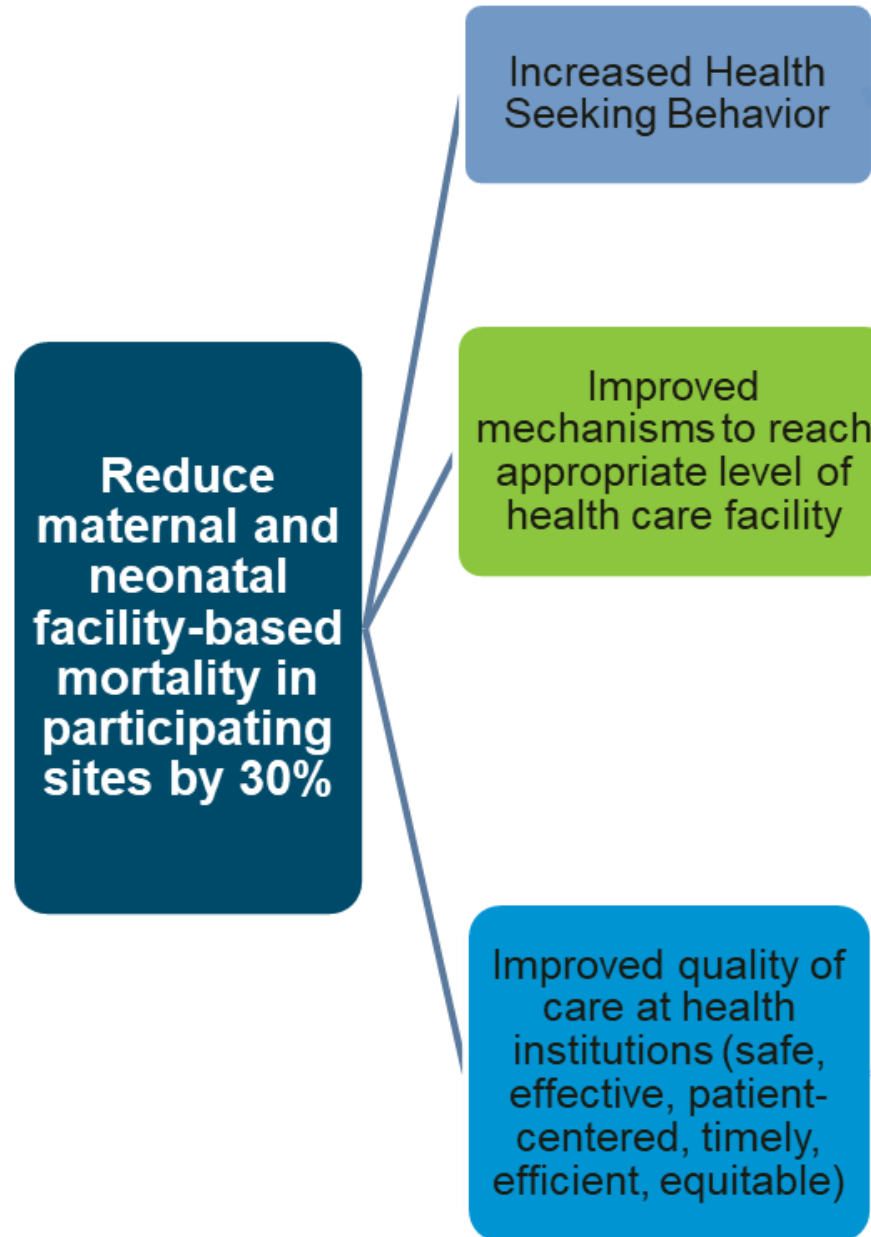 Increased Health
Seeking Behavior
Improved
mechanisms to reach
appropriate level of
health care facility
Reduce
maternal and
neonatal
facility-based
mortality in
participating
sites by 30%
Improved quality of
care at health
institutions (safe,
effective, patient-
centered, timely,
efficient, equitable)